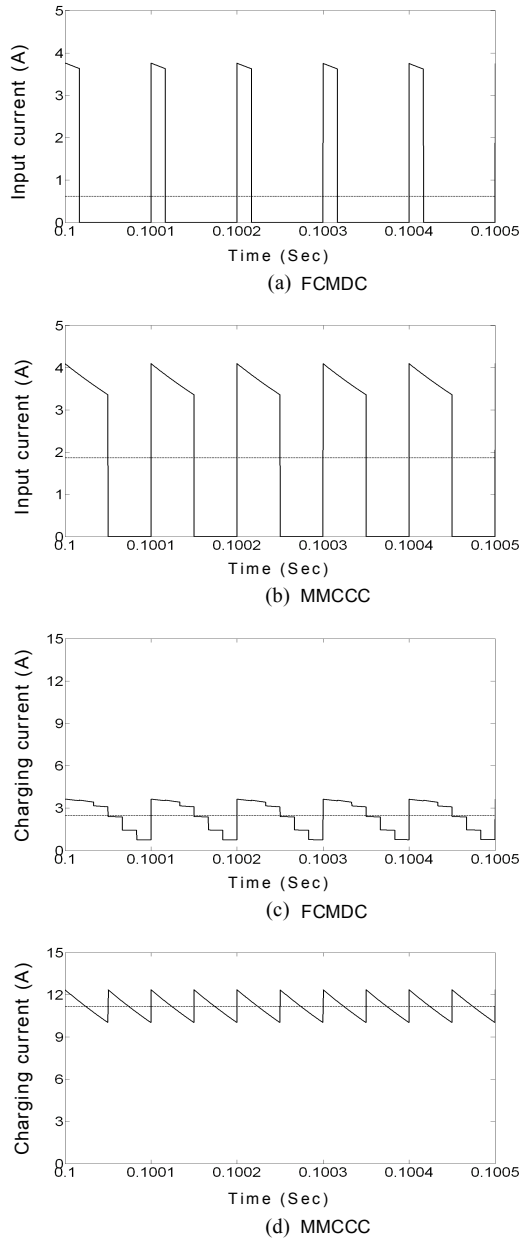 5
4
3
2
1
0
Input current (A)
0.1 0.1001 0.1002 0.1003 0.1004 0.1005
Time (Sec)
(a) FCMDC
5
4
3
2
1
0
Input current (A)
0.1 0.1001 0.1002 0.1003 0.1004 0.1005
Time (Sec)
(b) MMCCC
15
12
9
6
3
0
Charging current (A)
0.1 0.1001 0.1002 0.1003 0.1004 0.1005
Time (Sec)
(c) FCMDC
15
12
9
6
3
0
Charging current (A)
0.1 0.1001 0.1002 0.1003 0.1004 0.1005
Time (Sec)
(d) MMCCC